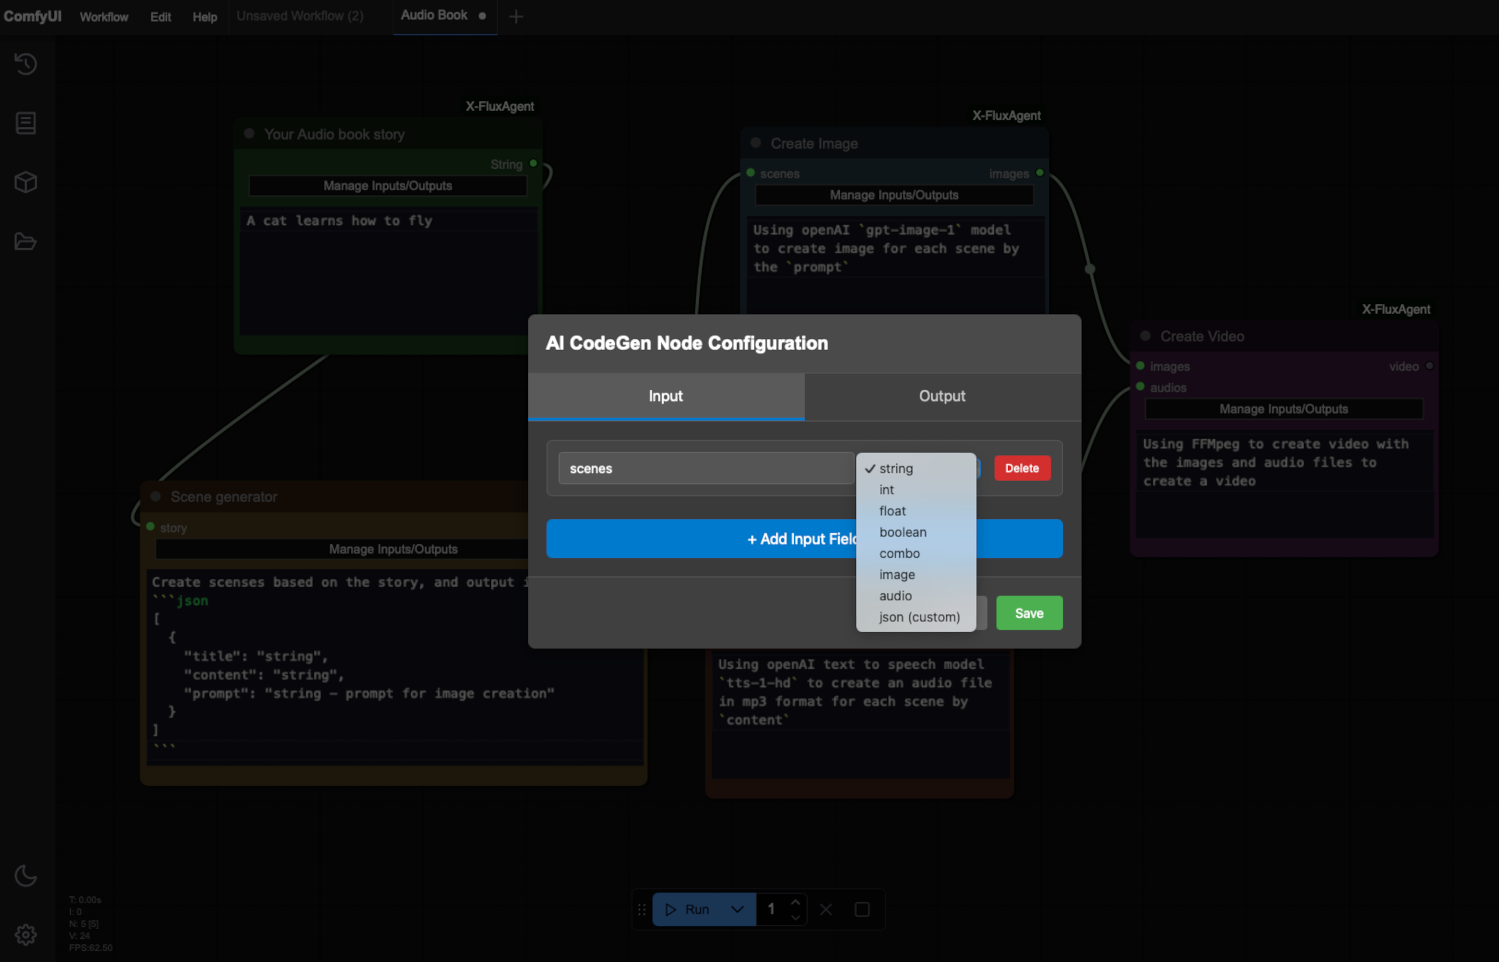 ComfyUI Workflow Edit Help Unsaved Workflow (2) Audio Book
X-FluxAgent
Your Audio book story
String
Manage Inputs/Outputs
A cat learns how to fly
X-FluxAgent
Create Image
scenes images
Manage Inputs/Outputs
Using openAI `gpt-image-1` model
to create image for each scene by
the `prompt`
X-FluxAgent
Create Video
images video
audios
Manage Inputs/Outputs
Using FFMpeg to create video with
the images and audio files to
create a video
AI CodeGen Node Configuration
Input Output
scenes
string
int
float
boolean
combo
image
audio
json (custom)
Delete
+ Add Input Field
Save
Scene generator
story
Manage Inputs/Outputs
Create scenses based on the story, and output
```json
[
{
"title": "string",
"content": "string",
"prompt": "string – prompt for image creation"
}
]
```
Using openAI text to speech model
`tts-1-hd` to create an audio file
in mp3 format for each scene by
`content`
Run 1
T: 0.00s
I: 0
N: 5 [5]
V: 24
FPS:62.50